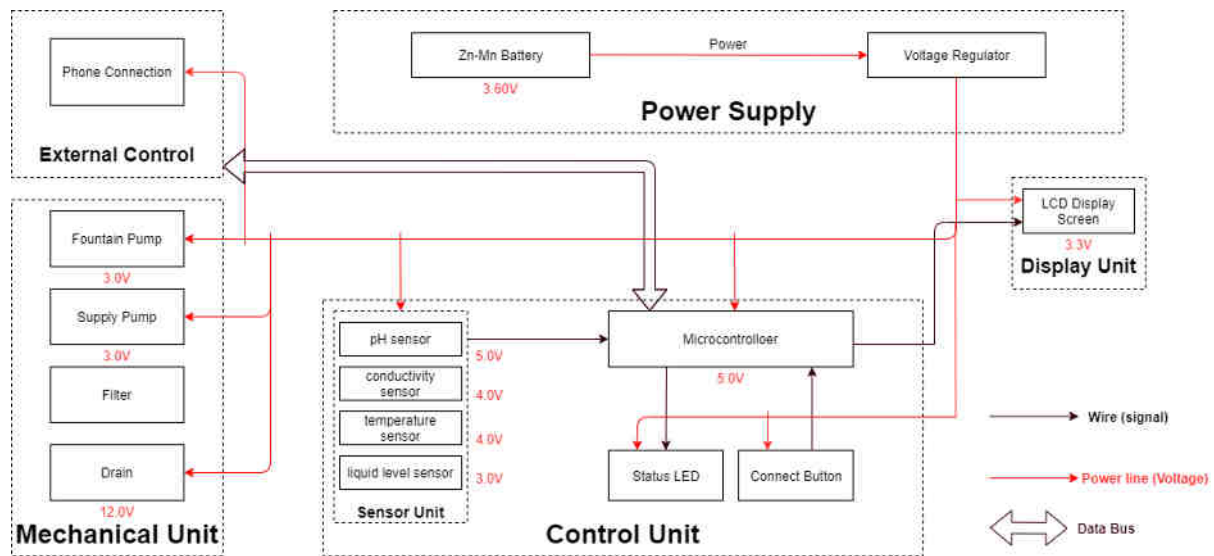 Phone Connection
External Control
Zn-Mn Battery
3.60V
Power
Voltage Regulator
Power Supply
LCD Display
Screen
3.3V
Display Unit
Fountain Pump
3.0V
Supply Pump
3.0V
Filter
Drain
12.0V
Mechanical Unit
pH sensor
5.0V
conductivity
sensor
4.0V
temperature
sensor
4.0V
liquid level sensor
3.0V
Sensor Unit
Microcontrolloer
5.0V
Status LED
Connect Button
Control Unit
Wire (signal)
Power line (Voltage)
Data Bus